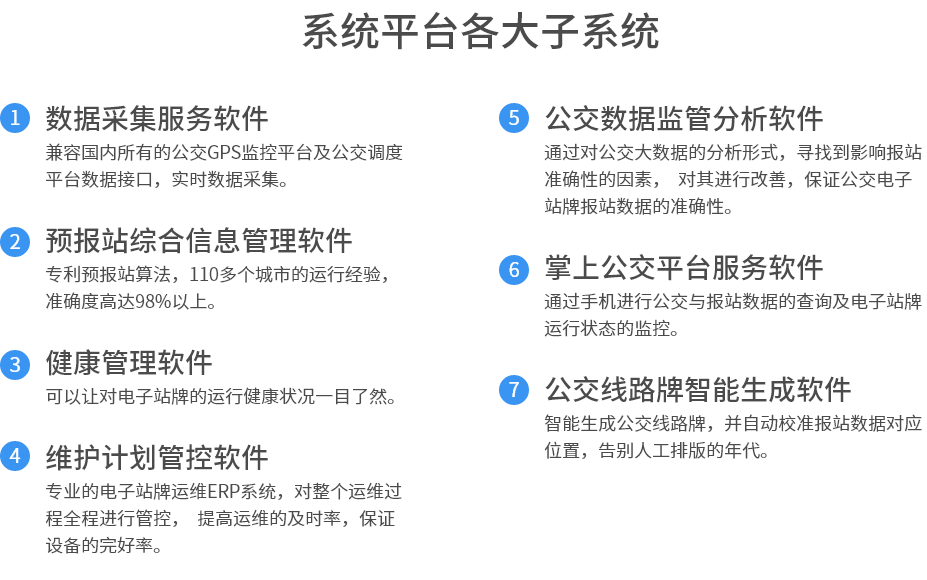 系统平台各大子系统
1 数据采集服务软件
兼容国内所有的公交GPS监控平台及公交调度
平台数据接口，实时数据采集。
2 预报站综合信息管理软件
专利预报站算法，110多个城市的运行经验，
准确度高达98%以上。
3 健康管理软件
可以让对电子站牌的运行健康状况一目了然。
4 维护计划管控软件
专业的电子站牌运维ERP系统，对整个运维过
程全程进行管控， 提高运维的及时率，保证
设备的完好率。
5 公交数据监管分析软件
通过对公交大数据的分析形式，寻找到影响报站
准确性的因素， 对其进行改善，保证公交电子
站牌报站数据的准确性。
6 掌上公交平台服务软件
通过手机进行公交与报站数据的查询及电子站牌
运行状态的监控。
7 公交线路牌智能生成软件
智能生成公交线路牌，并自动校准报站数据对应
位置，告别人工排版的年代。